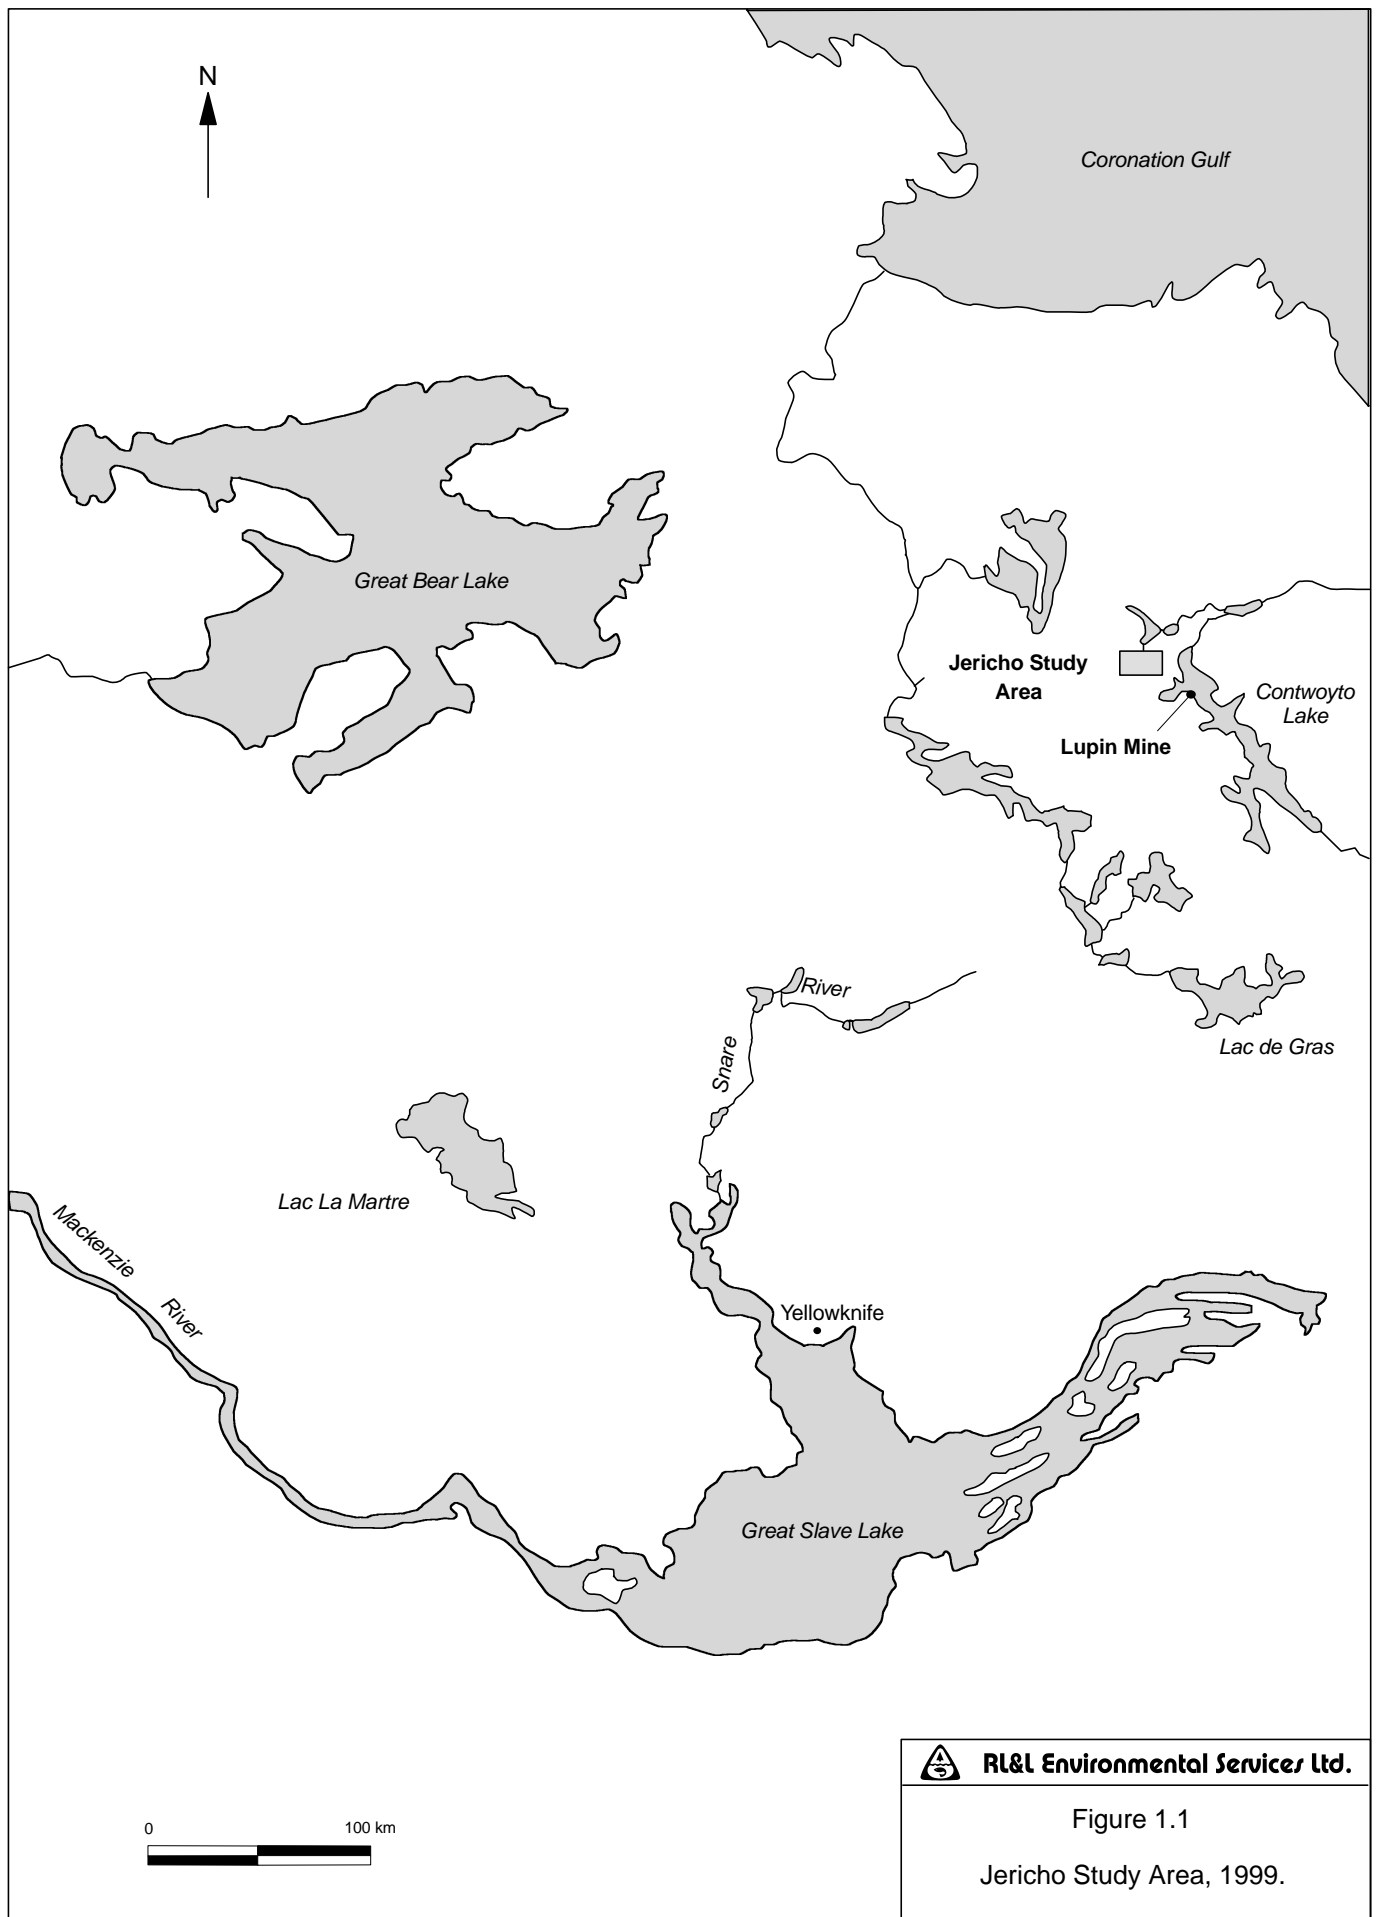 N
Coronation Gulf
Great Bear Lake
Jericho Study
Area
Contwoyto
Lake
Lupin Mine
River
Snare
Lac de Gras
Lac La Martre
Mackenzie
River
Yellowknife
Great Slave Lake
RL&L Environmental Services Ltd.
Figure 1.1
0 100 km
Jericho Study Area, 1999.